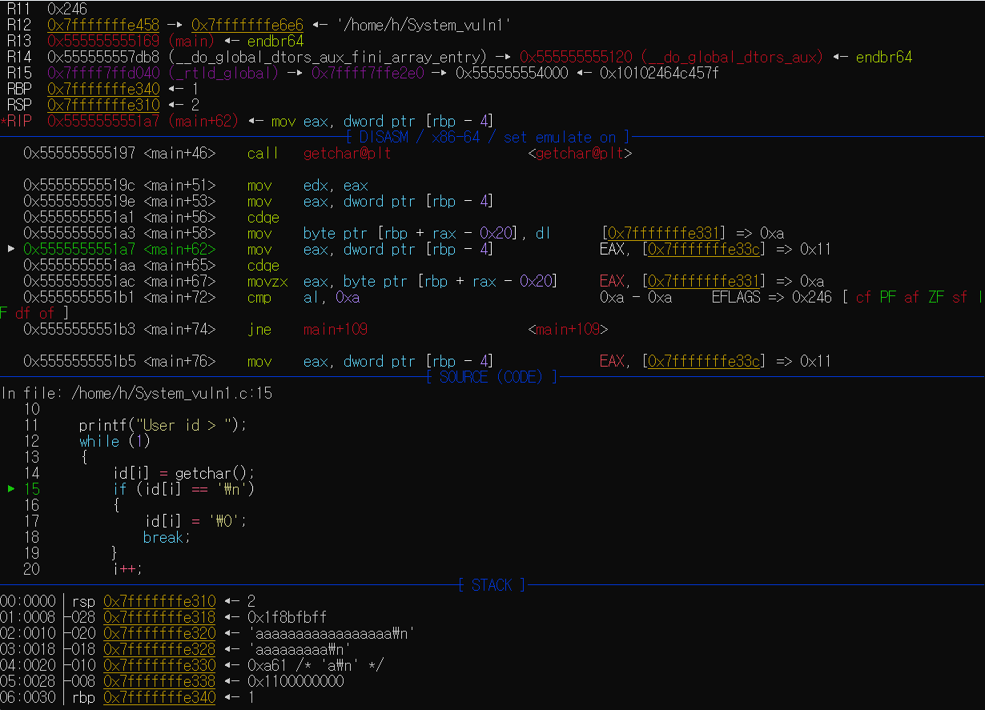 R11 0x246
R12 0x7fffffffe458 —▸ 0x7fffffffe6e6 ◂— '/home/h/System_vuln1'
R13 0x555555555169 (main) ◂— endbr64
R14 0x555555557db8 (__do_global_dtors_aux_fini_array_entry) —▸ 0x555555555120 (__do_global_dtors_aux) ◂— endbr64
R15 0x7ffff7ffd040 (_rtld_global) —▸ 0x7ffff7ffe2e0 —▸ 0x555555554000 ◂— 0x10102464c457f
RBP 0x7fffffffe340 ◂— 1
RSP 0x7fffffffe310 ◂— 2
*RIP 0x5555555551a7 (main+62) ◂— mov eax, dword ptr [rbp - 4]
[ DISASM / x86-64 / set emulate on ]
0x555555555197 <main+46> call getchar@plt <getchar@plt>
0x55555555519c <main+51> mov edx, eax
0x55555555519e <main+53> mov eax, dword ptr [rbp - 4]
0x5555555551a1 <main+56> cdqe
0x5555555551a3 <main+58> mov byte ptr [rbp + rax - 0x20], dl [0x7fffffffe331] => 0xa
► 0x5555555551a7 <main+62> mov eax, dword ptr [rbp - 4] EAX, [0x7fffffffe33c] => 0x11
0x5555555551aa <main+65> cdqe
0x5555555551ac <main+67> movzx eax, byte ptr [rbp + rax - 0x20] EAX, [0x7fffffffe331] => 0xa
0x5555555551b1 <main+72> cmp al, 0xa 0xa - 0xa EFLAGS => 0x246 [ cf PF af ZF sf I
F df of ]
0x5555555551b3 <main+74> jne main+109 <main+109>
0x5555555551b5 <main+76> mov eax, dword ptr [rbp - 4] EAX, [0x7fffffffe33c] => 0x11
[ SOURCE (CODE) ]
In file: /home/h/System_vuln1.c:15
10
11 printf("User id > ");
12 while (1)
13 {
14 id[i] = getchar();
► 15 if (id[i] == '₩n')
16 {
17 id[i] = '₩0';
18 break;
19 }
20 i++;
[ STACK ]
00:0000│ rsp 0x7fffffffe310 ◂— 2
01:0008│-028 0x7fffffffe318 ◂— 0x1f8bfbff
02:0010│-020 0x7fffffffe320 ◂— 'aaaaaaaaaaaaaaaaa₩n'
03:0018│-018 0x7fffffffe328 ◂— 'aaaaaaaaa₩n'
04:0020│-010 0x7fffffffe330 ◂— 0xa61 /* 'a₩n' */
05:0028│-008 0x7fffffffe338 ◂— 0x1100000000
06:0030│ rbp 0x7fffffffe340 ◂— 1